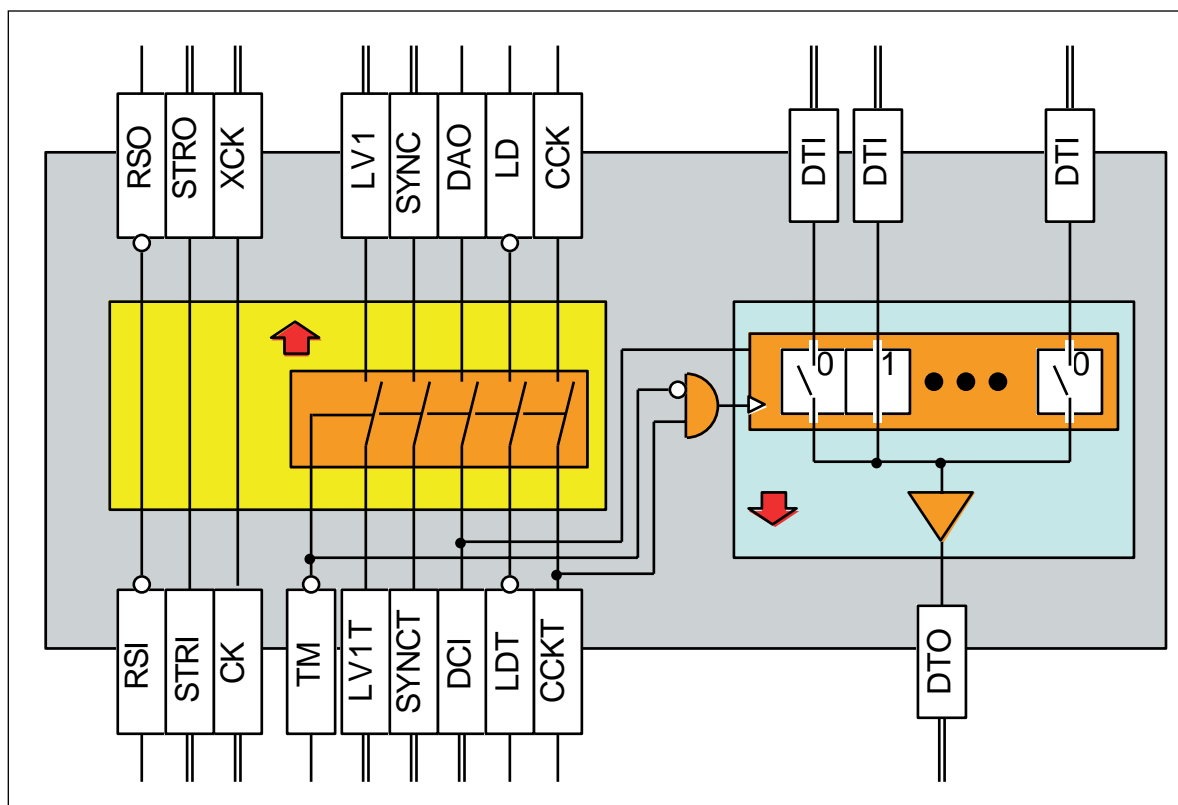 RSO
STRO
XCK
LV1
SYNC
DAO
LD
CCK
DTI
DTI
DTI
0
1
0
RSI
STRI
CK
TM
LV1T
SYNCT
DCI
LDT
CCKT
DTO